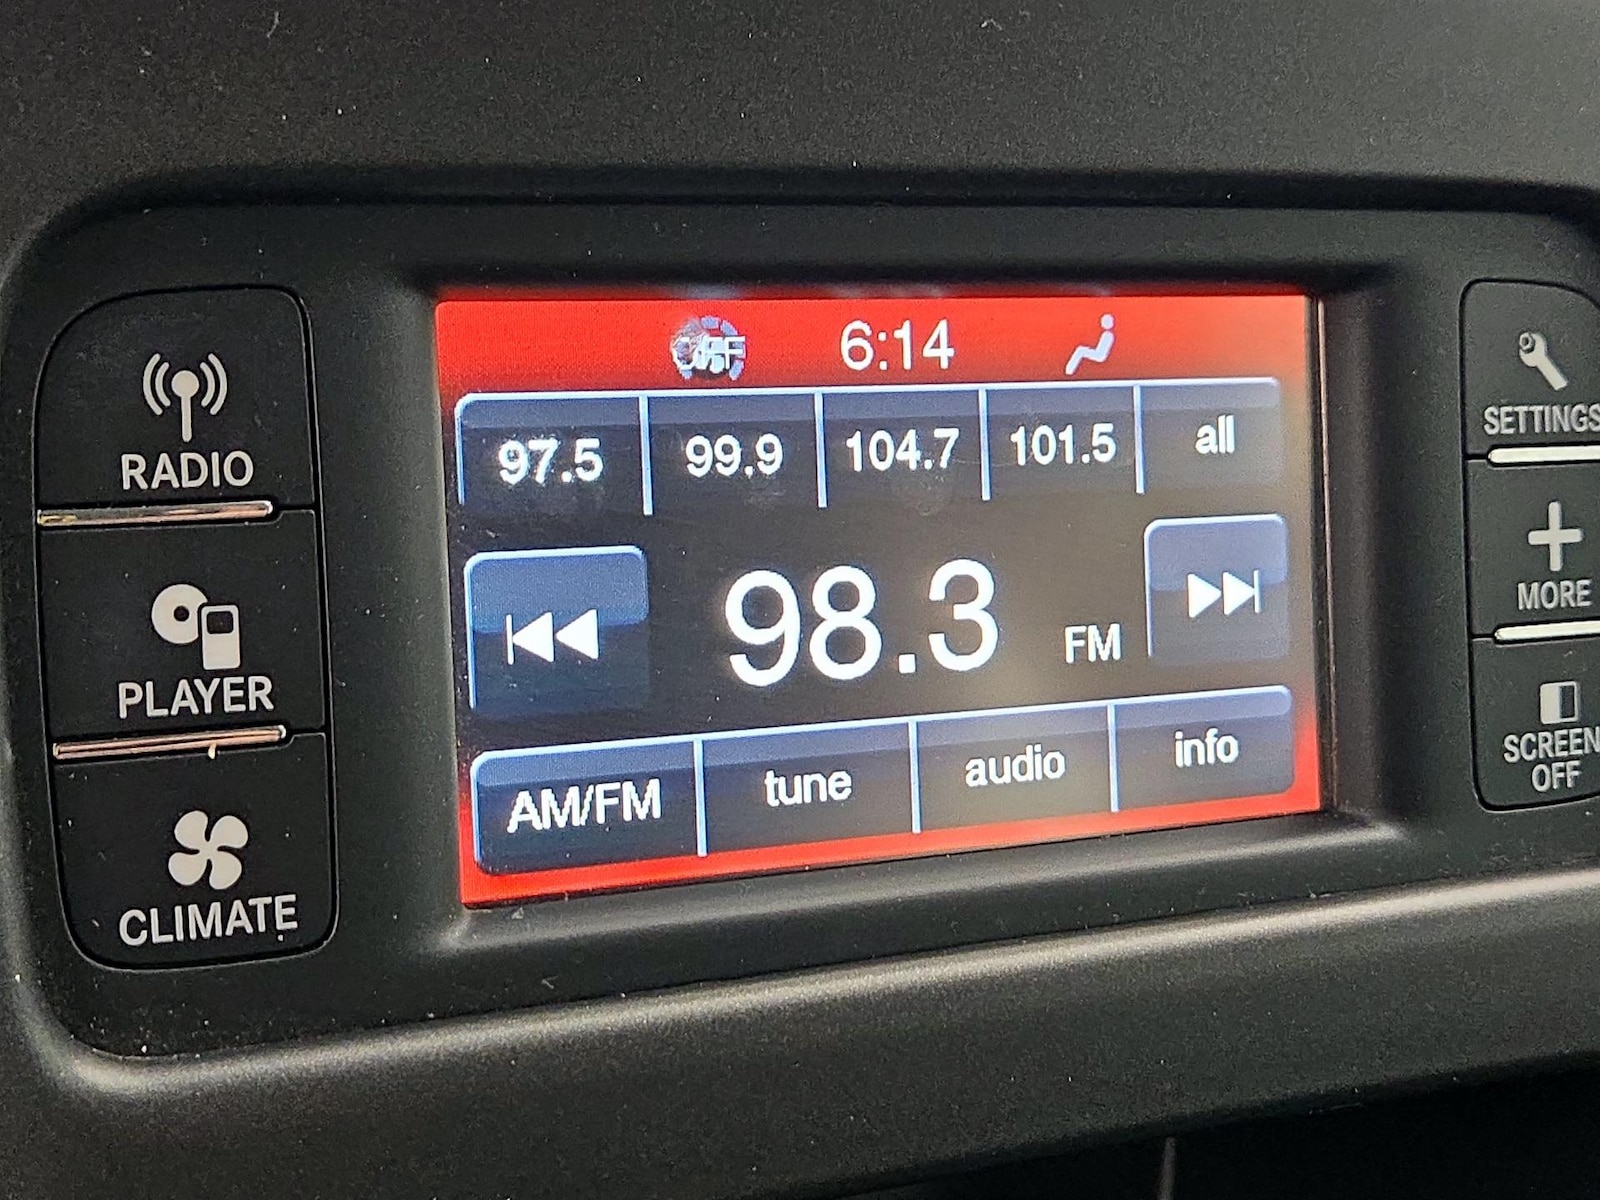 6:14
97.5 99.9 104.7 101.5 all
98.3 FM
AM/FM tune audio info
RADIO
PLAYER
CLIMATE
SETTINGS
MORE
SCREEN
OFF